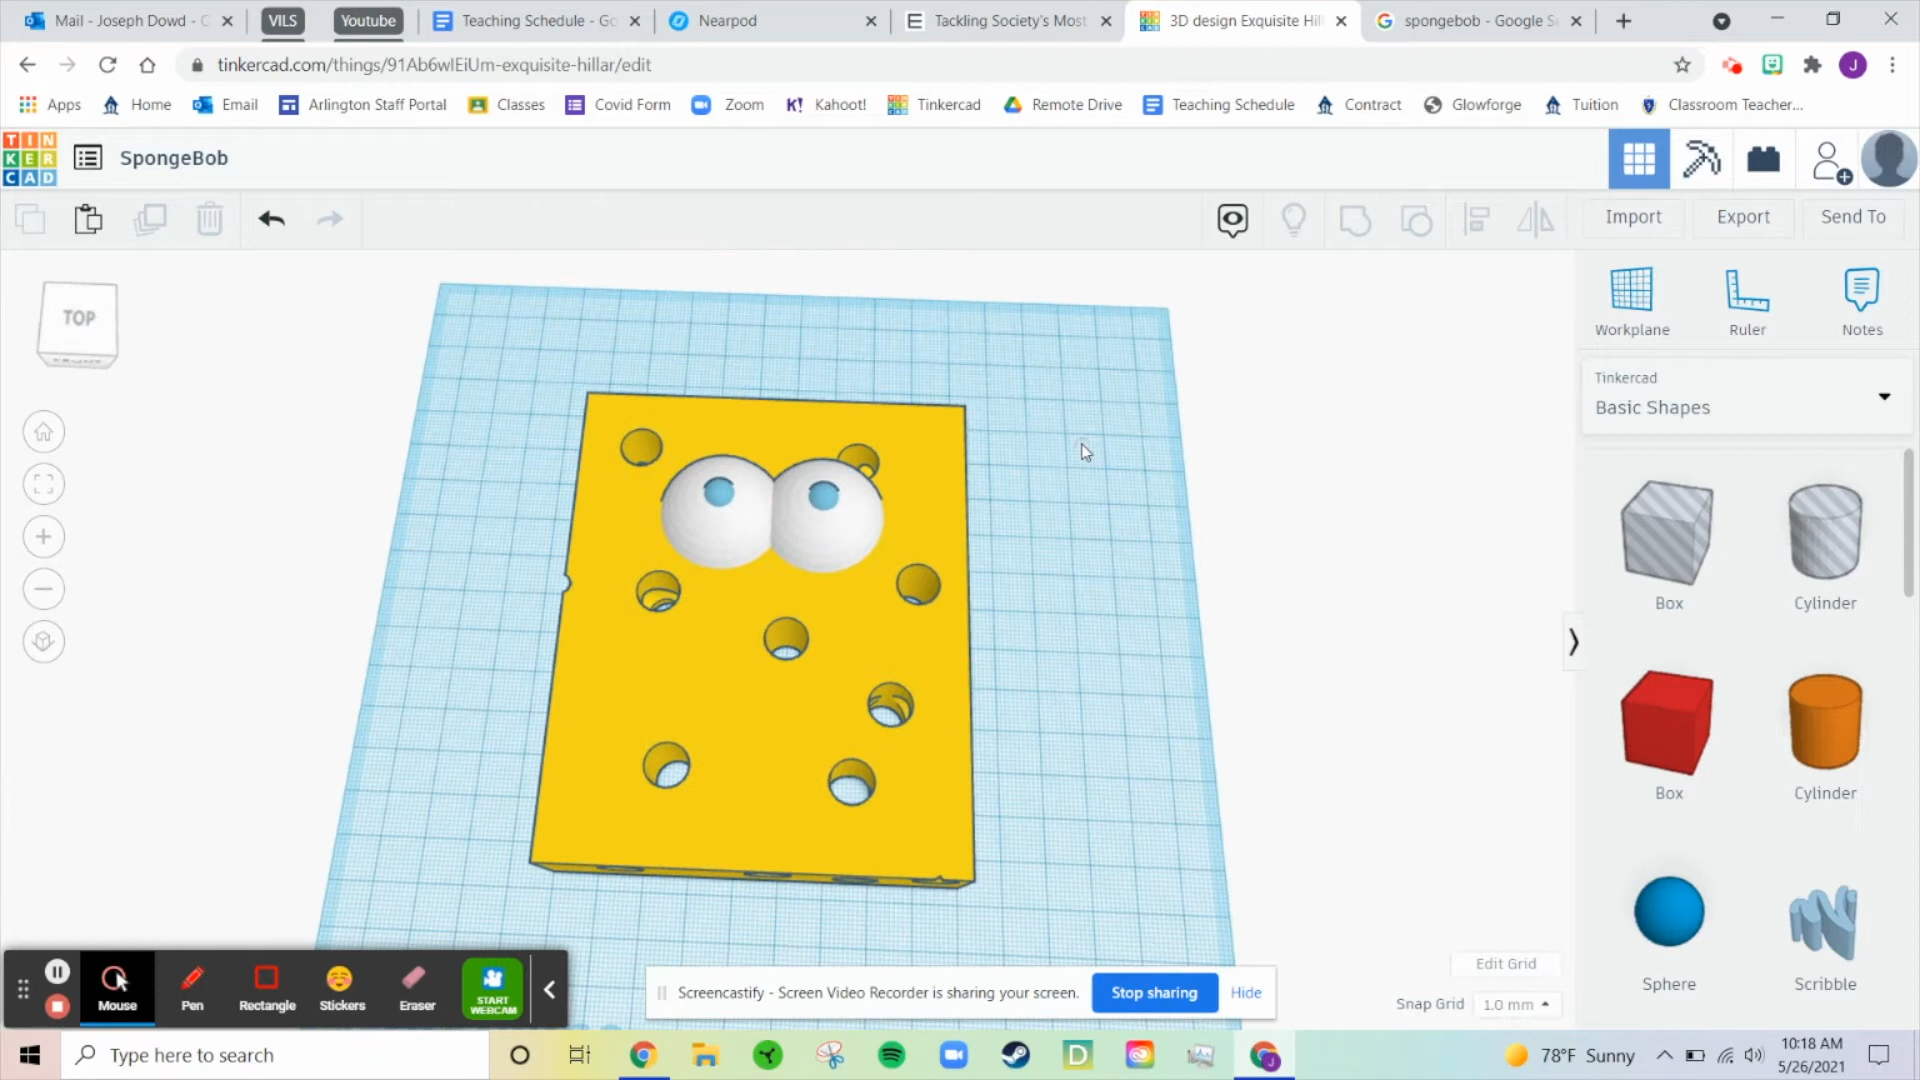 Mail - Joseph Dowd - C
VILS
Youtube
Teaching Schedule - Go
Nearpod
Tackling Society's Most
3D design Exquisite Hill
spongebob - Google Se
tinkercad.com/things/91Ab6wIEiUm-exquisite-hillar/edit
J
Apps
Home
Email
Arlington Staff Portal
Classes
Covid Form
Zoom
K! Kahoot!
Tinkercad
Remote Drive
Teaching Schedule
Contract
Glowforge
Tuition
Classroom Teacher...
TIN
KER
CAD
SpongeBob
Import
Export
Send To
TOP
FRONT
Workplane
Ruler
Notes
Tinkercad
Basic Shapes
Box
Cylinder
Box
Cylinder
Sphere
Scribble
Edit Grid
Snap Grid
1.0 mm
Mouse
Pen
Rectangle
Stickers
Eraser
START
WEBCAM
Screencastify - Screen Video Recorder is sharing your screen.
Stop sharing
Hide
Type here to search
D
J
78°F Sunny
10:18 AM
5/26/2021